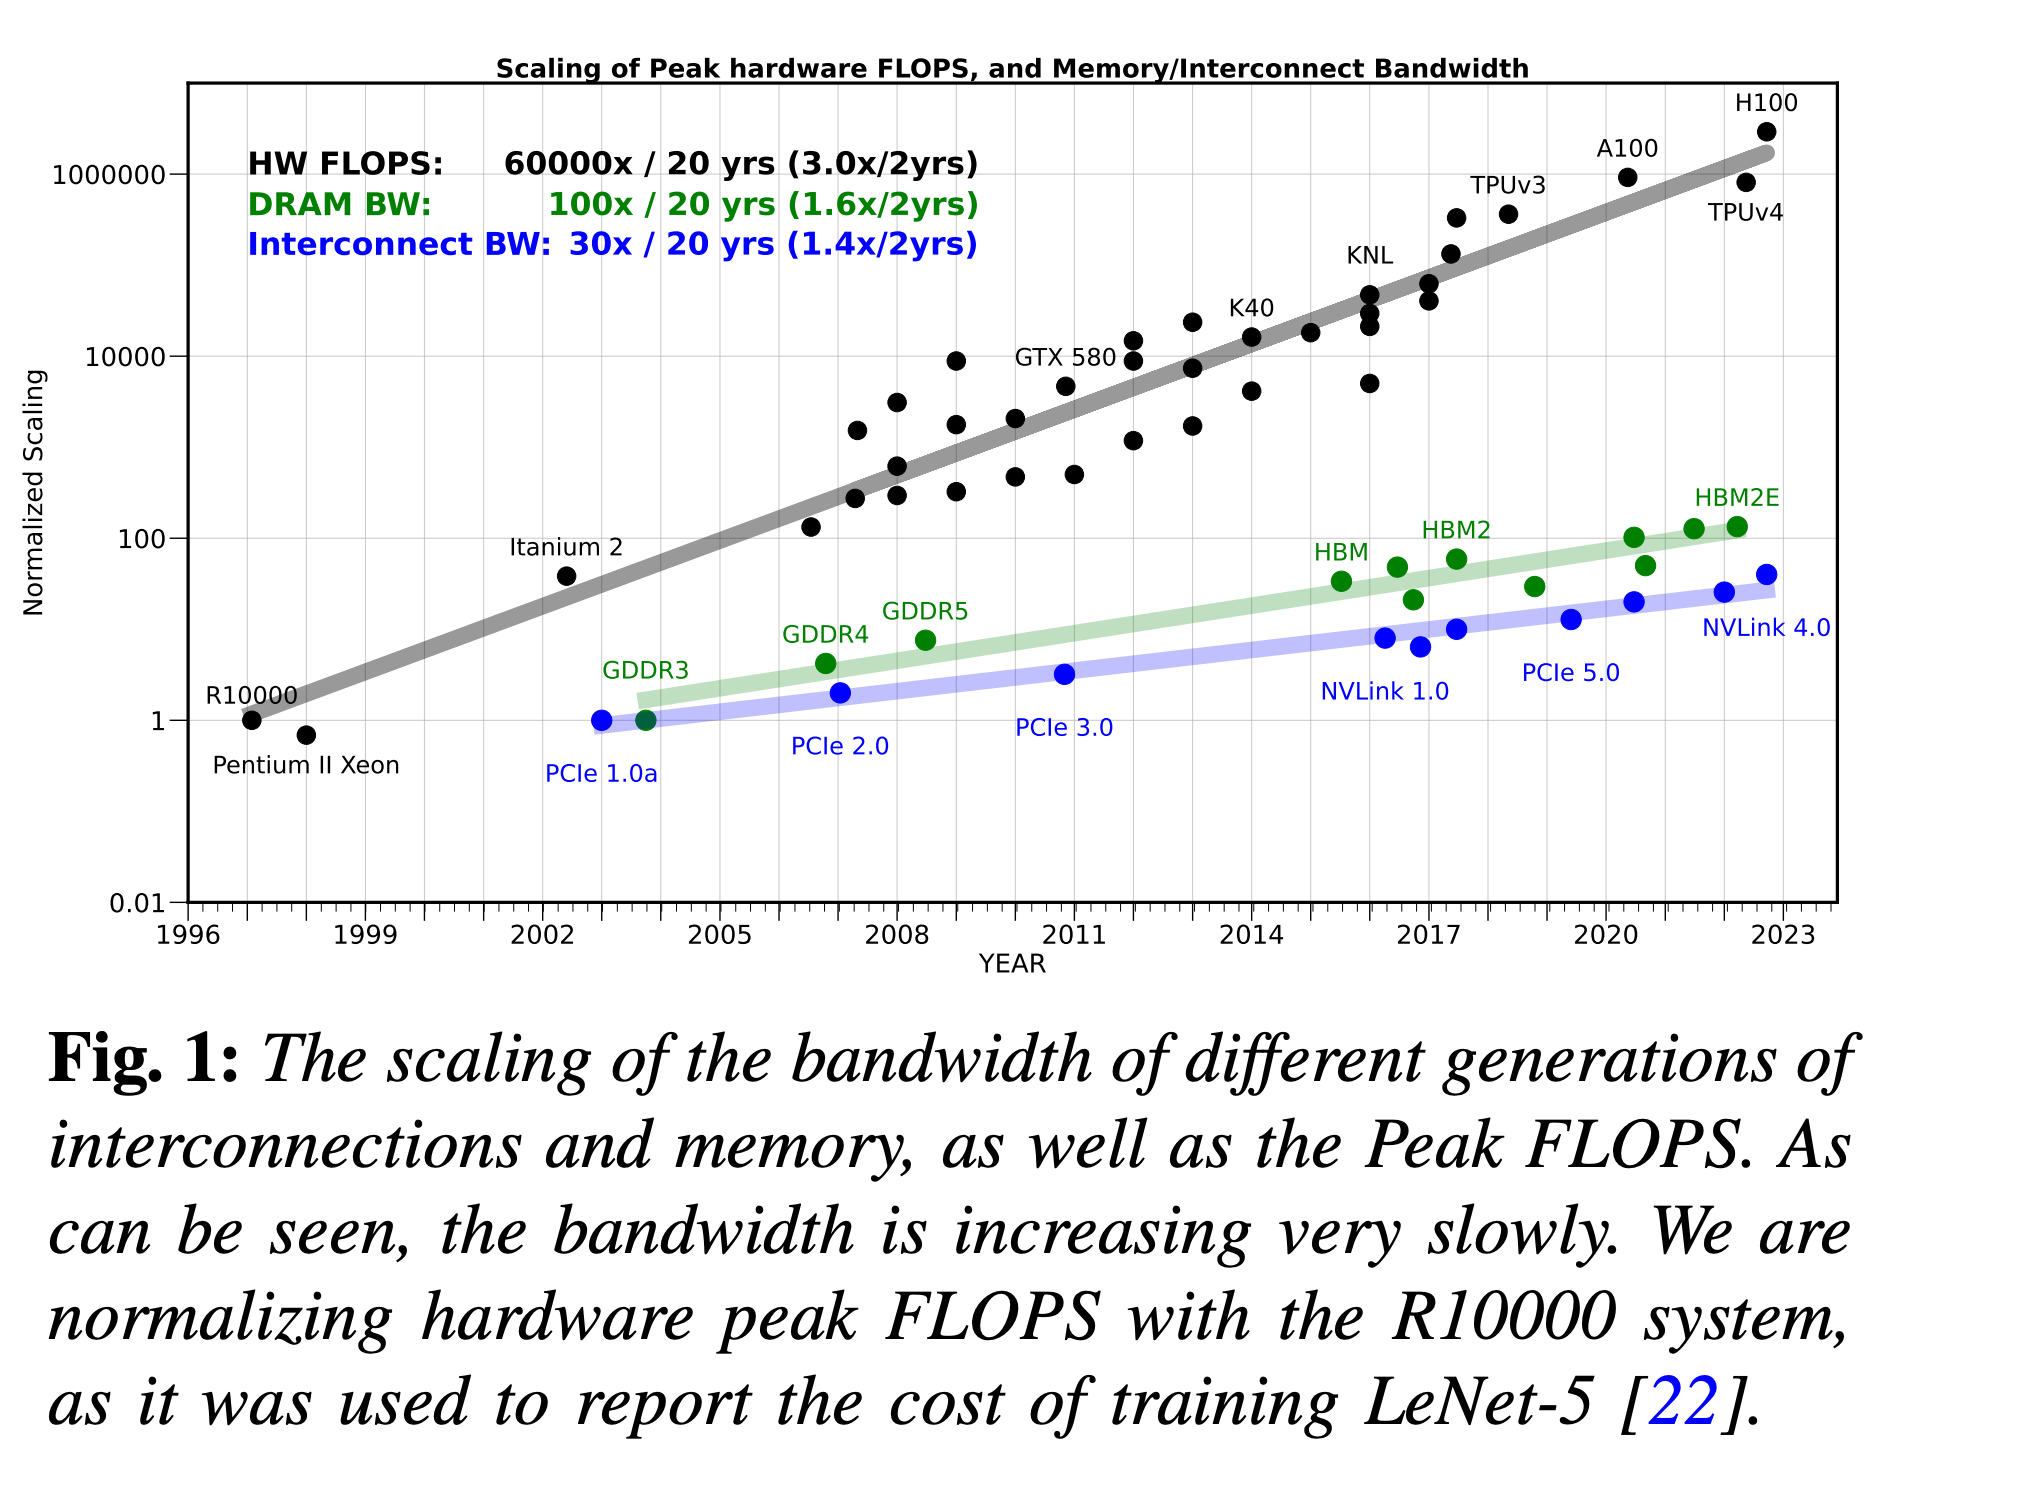 Scaling of Peak hardware FLOPS, and Memory/Interconnect Bandwidth
HW FLOPS: 60000x / 20 yrs (3.0x/2yrs)
DRAM BW: 100x / 20 yrs (1.6x/2yrs)
Interconnect BW: 30x / 20 yrs (1.4x/2yrs)
H100
A100
TPUv3
TPUv4
KNL
K40
GTX 580
Itanium 2
R10000
Pentium II Xeon
HBM2E
HBM2
HBM
GDDR5
GDDR4
GDDR3
NVLink 4.0
PCIe 5.0
NVLink 1.0
PCIe 3.0
PCIe 2.0
PCIe 1.0a
Normalized Scaling
1000000
10000
100
1
0.01
1996 1999 2002 2005 2008 2011 2014 2017 2020 2023
YEAR
Fig. 1: The scaling of the bandwidth of different generations of
interconnections and memory, as well as the Peak FLOPS. As
can be seen, the bandwidth is increasing very slowly. We are
normalizing hardware peak FLOPS with the R10000 system,
as it was used to report the cost of training LeNet-5 [22].